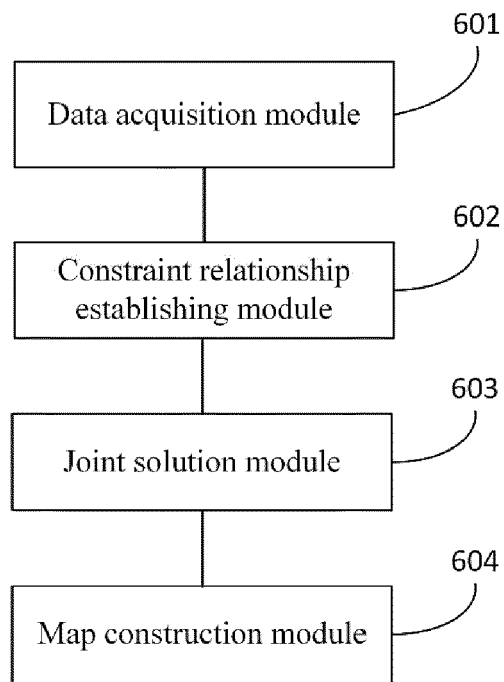 601
Data acquisition module
602
Constraint relationship
establishing module
603
Joint solution module
604
Map construction module